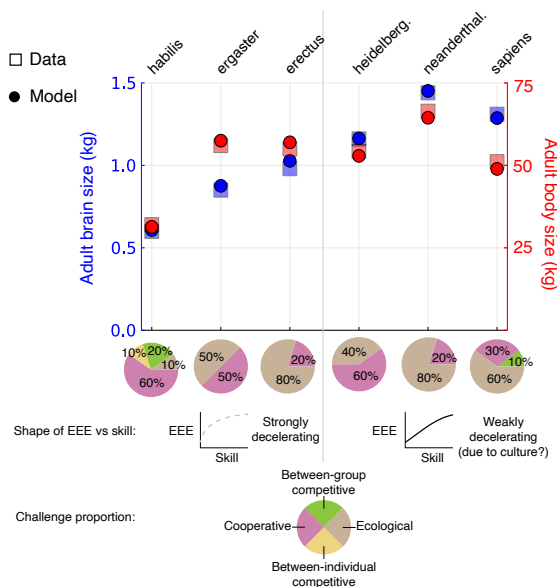 habilis
ergaster
erectus
heidelberg.
neanderthal.
sapiens
Data
Model
Adult brain size (kg)
1.5
1.0
0.5
0.0
75
50
25
0
Adult body size
(kg)
10%
20%
10%
60%
50%
50%
20%
80%
40%
60%
20%
80%
30%
10%
60%
Shape of EEE vs skill:
EEE
Skill
Strongly
decelerating
EEE
Skill
Weakly
decelerating
(due to culture?)
Challenge proportion:
Between-group
competitive
Cooperative
Ecological
Between-individual
competitive